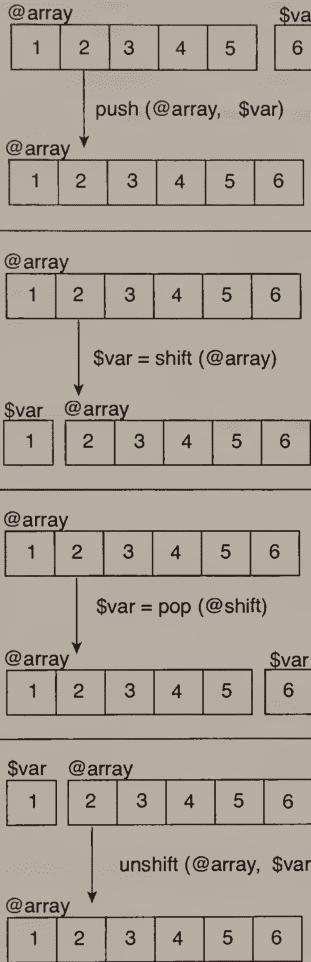 @array $va
1 2 3 4 5 6
push (@array, $var)
@array
1 2 3 4 5 6
@array
1 2 3 4 5 6
$var = shift (@array)
$var @array
1 2 3 4 5 6
@array
1 2 3 4 5 6
$var = pop (@shift)
@array $var
1 2 3 4 5 6
$var @array
1 2 3 4 5 6
unshift (@array, $var
@array
1 2 3 4 5 6